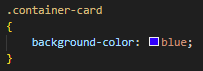 .container-card
{
    background-color: blue;
}